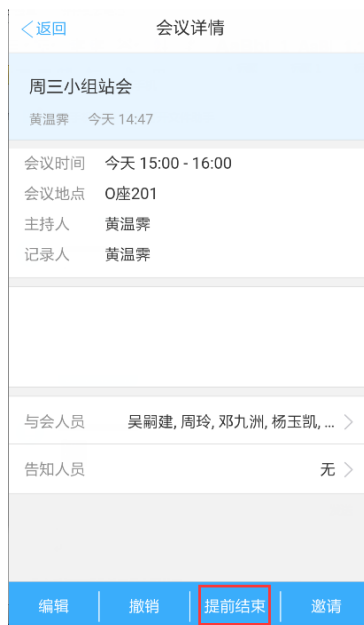 返回 会议详情
周三小组站会
黄温霁 今天 14:47
会议时间 今天 15:00 - 16:00
会议地点 O座201
主持人 黄温霁
记录人 黄温霁
与会人员 吴嗣建, 周玲, 邓九洲, 杨玉凯, ...
告知人员 无
编辑 撤销 提前结束 邀请